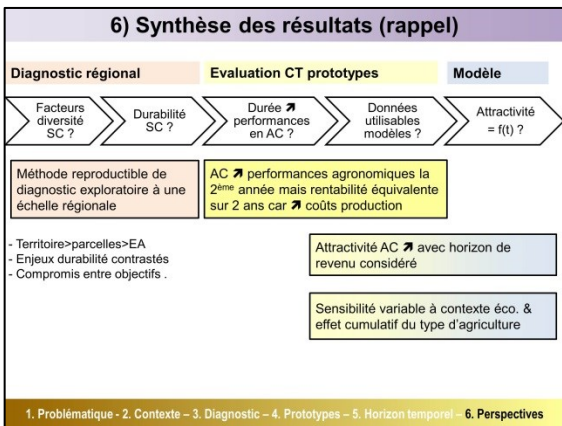 6) Synthèse des résultats (rappel)
Diagnostic régional
Evaluation CT prototypes
Modèle
Facteurs
diversité
SC ?
Durabilité
SC ?
Durée ↗
performances
en AC ?
Données
utilisables
modèles ?
Attractivité
= f(t) ?
Méthode reproductible de
diagnostic exploratoire à une
échelle régionale
AC ↗ performances agronomiques la
2ème année mais rentabilité équivalente
sur 2 ans car ↗ coûts production
- Territoire>parcelles>EA
- Enjeux durabilité contrastés
- Compromis entre objectifs .
Attractivité AC ↗ avec horizon de
revenu considéré
Sensibilité variable à contexte éco. &
effet cumulatif du type d'agriculture
1. Problématique - 2. Contexte – 3. Diagnostic – 4. Prototypes – 5. Horizon temporel – 6. Perspectives